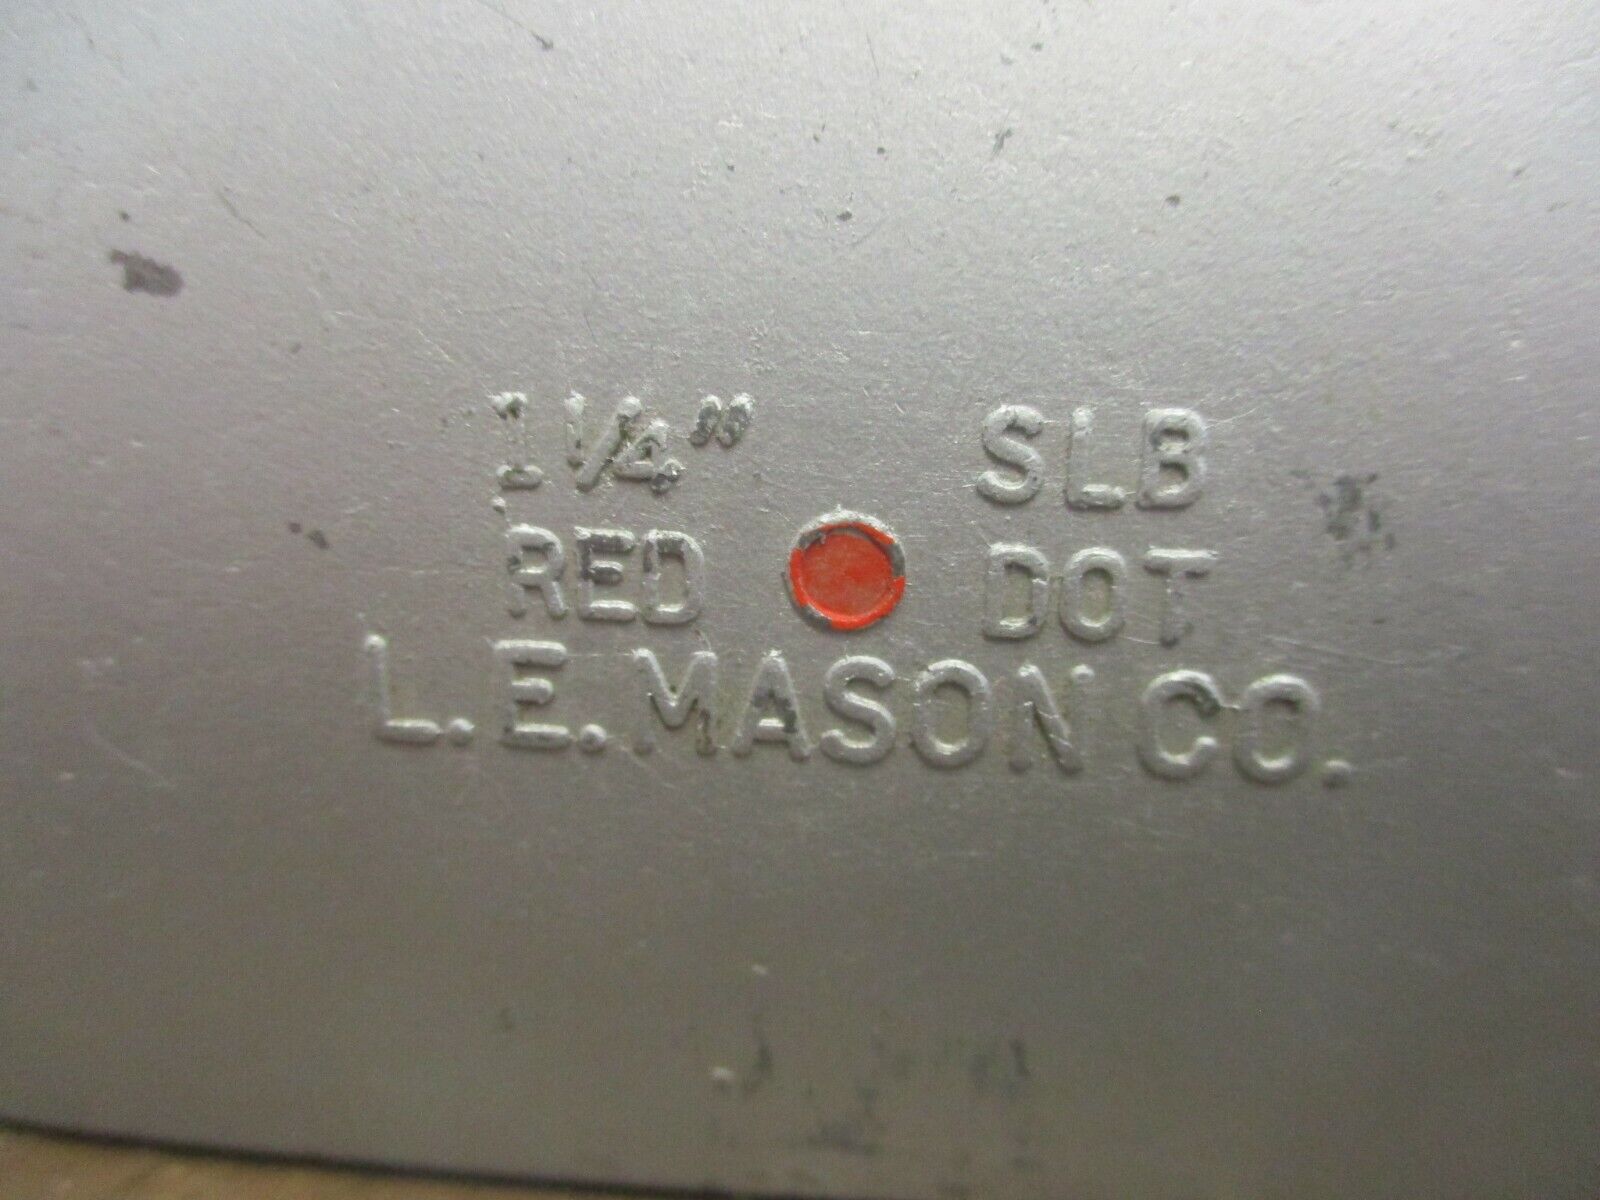 1 1/4" SLB
RED DOT
L.E. MASON CO.